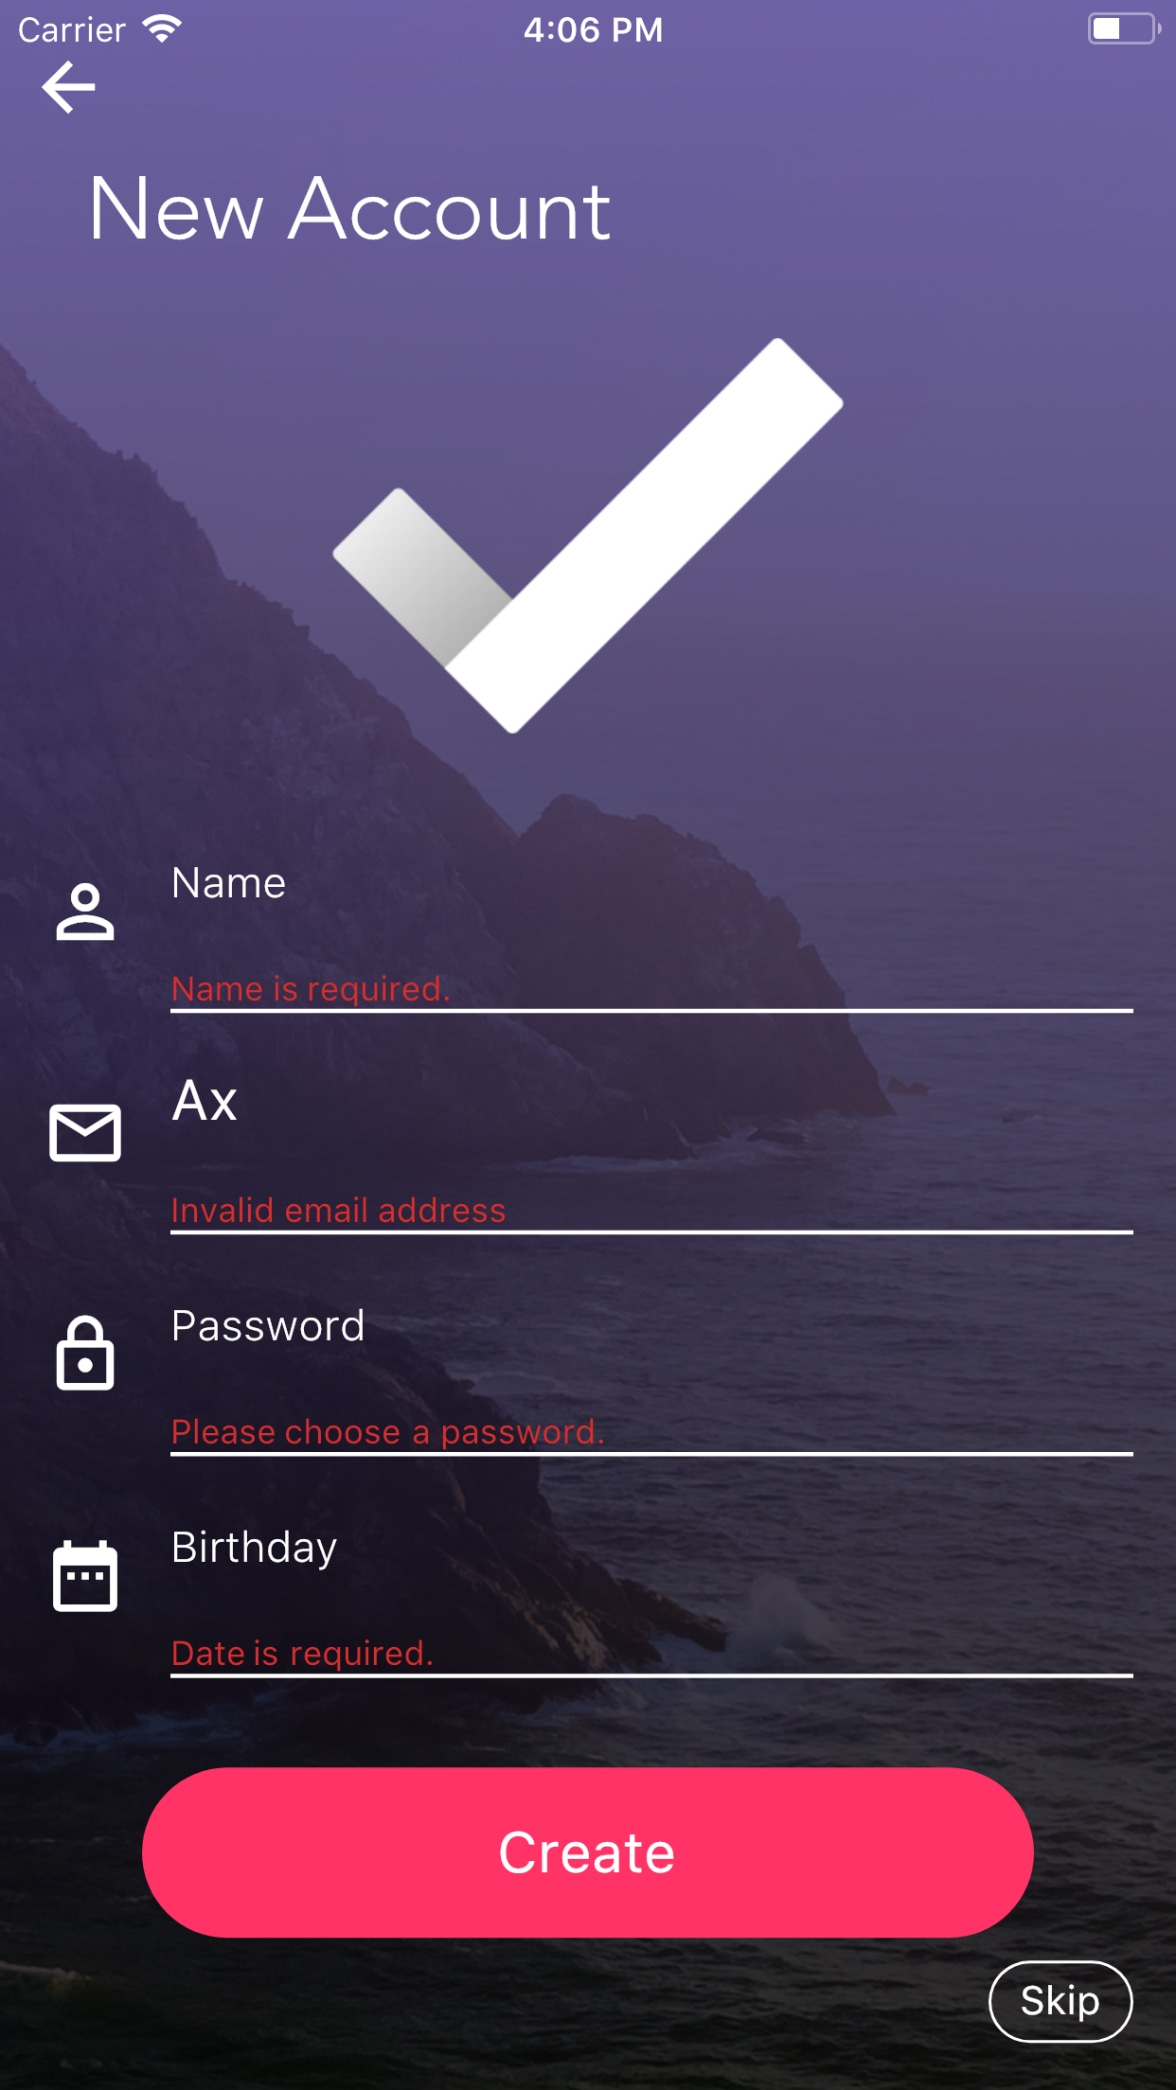 Carrier 4:06 PM
New Account
Name
Name is required.
Ax
Invalid email address
Password
Please choose a password.
Birthday
Date is required.
Create
Skip